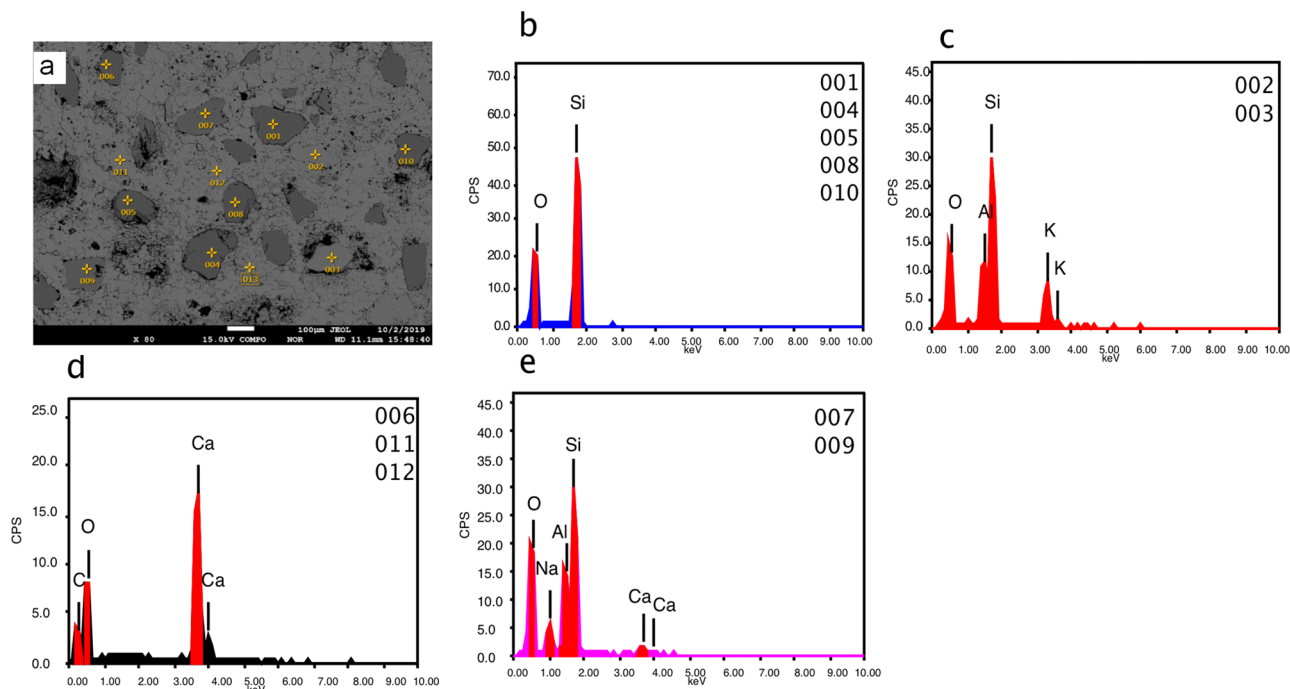 a
006
007
001
002
010
011
012
005
008
004
003
009
013
100µm JEOL 10/2/2019
X 80 15.0kV COMPO NOR WD 11.1mm 15:48:40
b
70.0
60.0
50.0
40.0
30.0
20.0
10.0
0.0
CPS
O
Si
001
004
005
008
010
0.00 1.00 2.00 3.00 4.00 5.00 6.00 7.00 8.00 9.00 10.00
keV
c
45.0
40.0
35.0
30.0
25.0
20.0
15.0
10.0
5.0
0.0
CPS
O
Al
Si
K
K
002
003
0.00 1.00 2.00 3.00 4.00 5.00 6.00 7.00 8.00 9.00 10.00
keV
d
25.0
20.0
15.0
10.0
5.0
0.0
CPS
C
O
Ca
Ca
006
011
012
0.00 1.00 2.00 3.00 4.00 5.00 6.00 7.00 8.00 9.00 10.00
keV
e
45.0
40.0
35.0
30.0
25.0
20.0
15.0
10.0
5.0
0.0
CPS
O
Na
Al
Si
Ca
Ca
007
009
0.00 1.00 2.00 3.00 4.00 5.00 6.00 7.00 8.00 9.00 10.00
keV